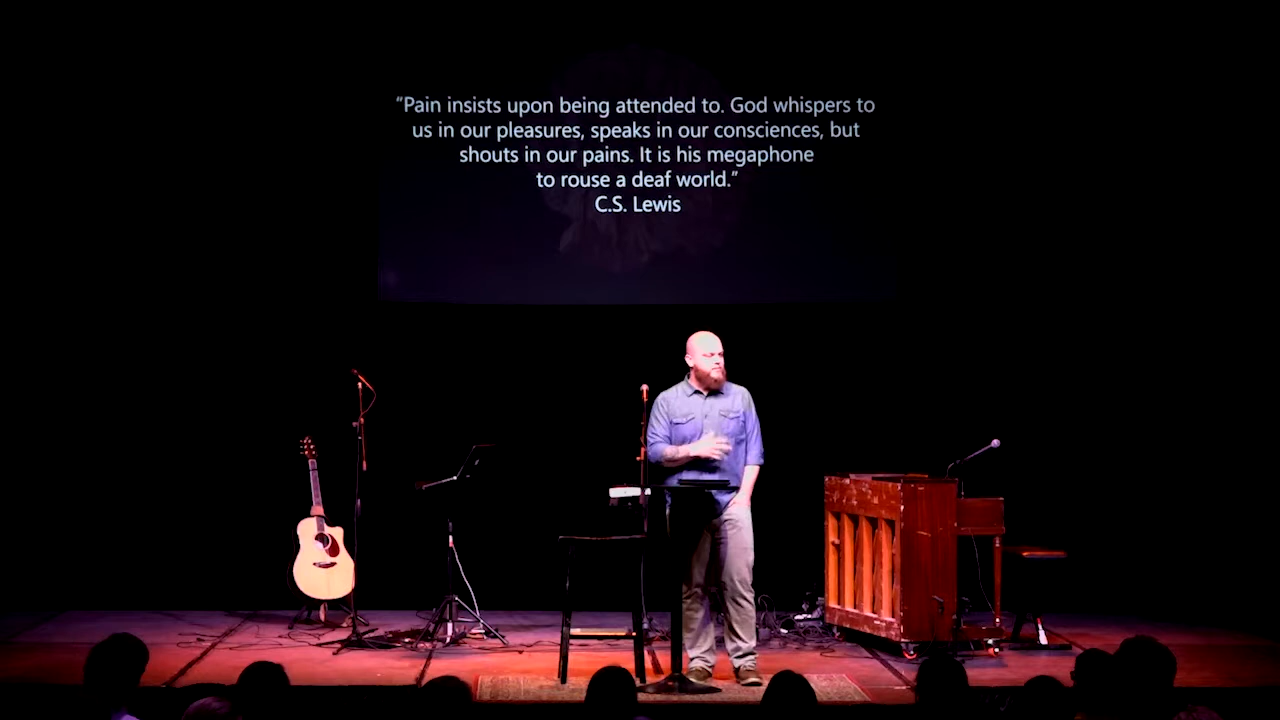 “Pain insists upon being attended to. God whispers to
us in our pleasures, speaks in our consciences, but
shouts in our pains. It is his megaphone
to rouse a deaf world.”
C.S. Lewis